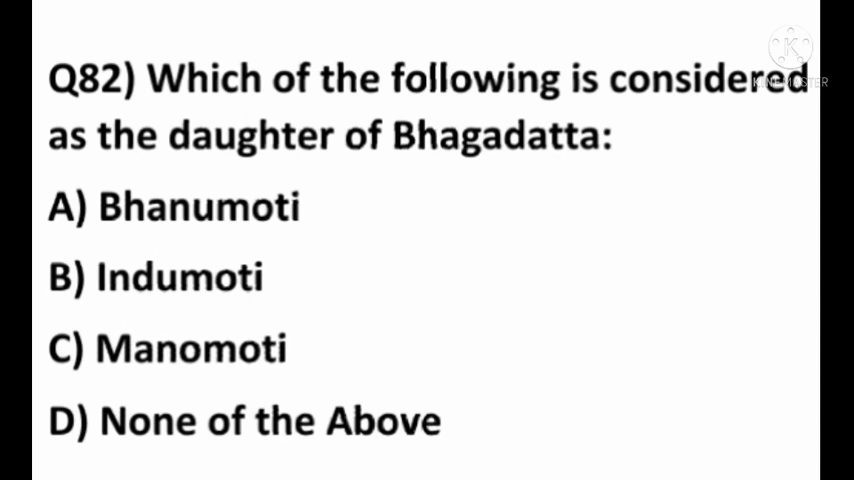 Q82) Which of the following is considered
as the daughter of Bhagadatta:
A) Bhanumoti
B) Indumoti
C) Manomoti
D) None of the Above
K
KINEMASTER